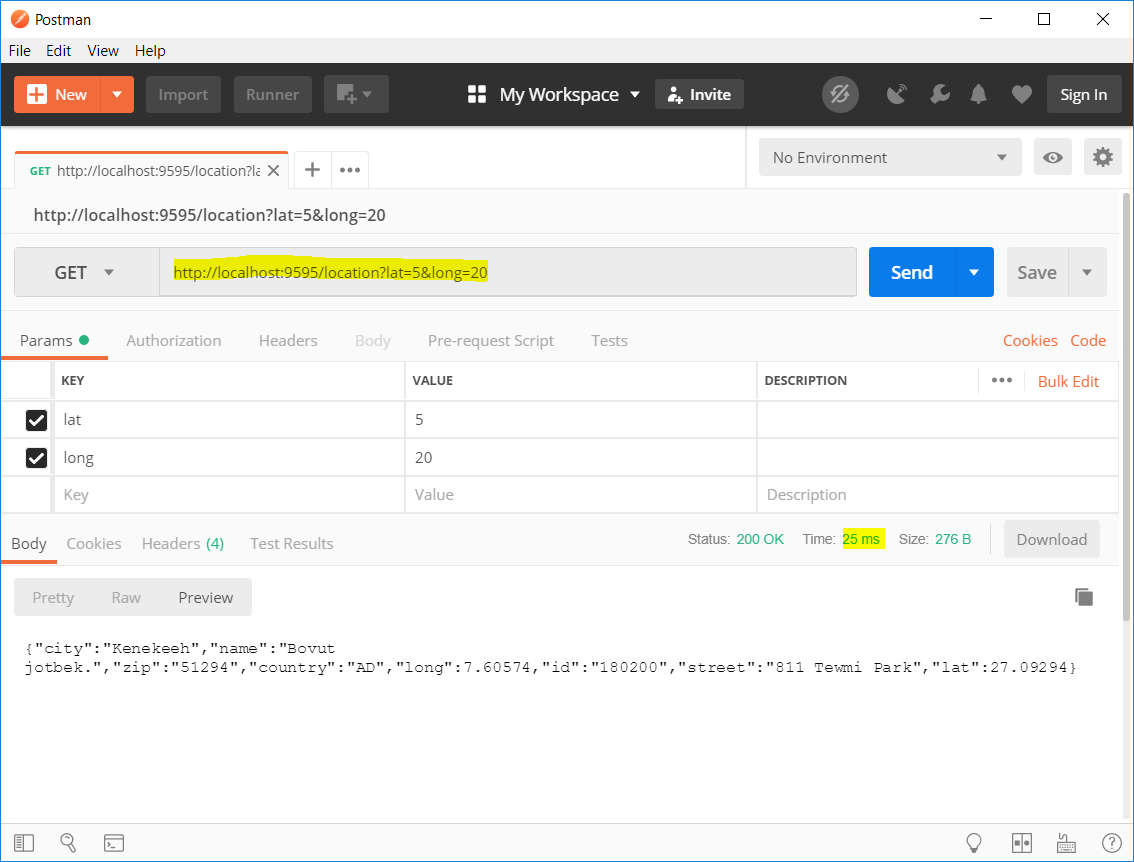 Postman
File Edit View Help
New Import Runner My Workspace Invite Sign In
GET http://localhost:9595/location?la No Environment
http://localhost:9595/location?lat=5&long=20
GET http://localhost:9595/location?lat=5&long=20 Send Save
Params Authorization Headers Body Pre-request Script Tests Cookies Code
KEY VALUE DESCRIPTION Bulk Edit
lat 5
long 20
Key Value Description
Body Cookies Headers (4) Test Results Status: 200 OK Time: 25 ms Size: 276 B Download
Pretty Raw Preview
{"city":"Kenekeeh","name":"Bovut
jotbek.","zip":"51294","country":"AD","long":7.60574,"id":"180200","street":"811 Tewmi Park","lat":27.09294}